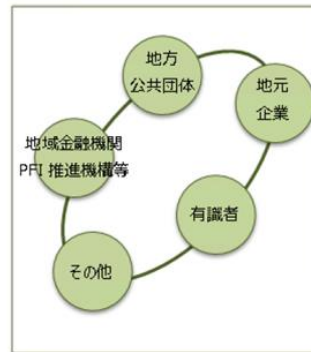 地方
公共団体
地元
企業
地域金融機関
PFI 推進機構等
有識者
その他